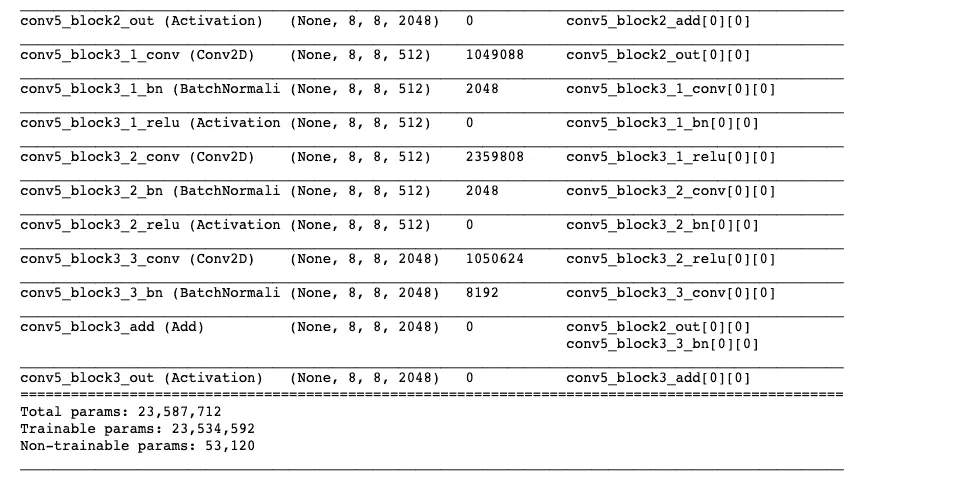 conv5_block2_out (Activation) (None, 8, 8, 2048) 0 conv5_block2_add[0][0]
conv5_block3_1_conv (Conv2D) (None, 8, 8, 512) 1049088 conv5_block2_out[0][0]
conv5_block3_1_bn (BatchNormali (None, 8, 8, 512) 2048 conv5_block3_1_conv[0][0]
conv5_block3_1_relu (Activation (None, 8, 8, 512) 0 conv5_block3_1_bn[0][0]
conv5_block3_2_conv (Conv2D) (None, 8, 8, 512) 2359808 conv5_block3_1_relu[0][0]
conv5_block3_2_bn (BatchNormali (None, 8, 8, 512) 2048 conv5_block3_2_conv[0][0]
conv5_block3_2_relu (Activation (None, 8, 8, 512) 0 conv5_block3_2_bn[0][0]
conv5_block3_3_conv (Conv2D) (None, 8, 8, 2048) 1050624 conv5_block3_2_relu[0][0]
conv5_block3_3_bn (BatchNormali (None, 8, 8, 2048) 8192 conv5_block3_3_conv[0][0]
conv5_block3_add (Add) (None, 8, 8, 2048) 0 conv5_block2_out[0][0]
conv5_block3_3_bn[0][0]
conv5_block3_out (Activation) (None, 8, 8, 2048) 0 conv5_block3_add[0][0]
Total params: 23,587,712
Trainable params: 23,534,592
Non-trainable params: 53,120